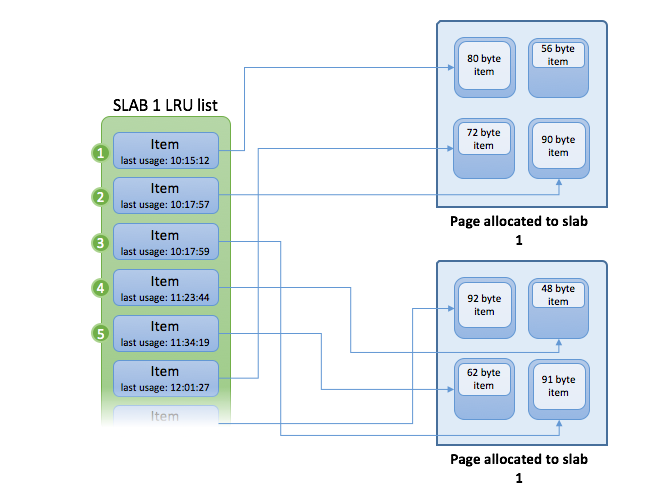 SLAB 1 LRU list
1
Item
last usage: 10:15:12
2
Item
last usage: 10:17:57
3
Item
last usage: 10:17:59
4
Item
last usage: 11:23:44
5
Item
last usage: 11:34:19
Item
last usage: 12:01:27
Item
80 byte
item
56 byte
item
72 byte
item
90 byte
item
Page allocated to slab
1
92 byte
item
48 byte
item
62 byte
item
91 byte
item
Page allocated to slab
1